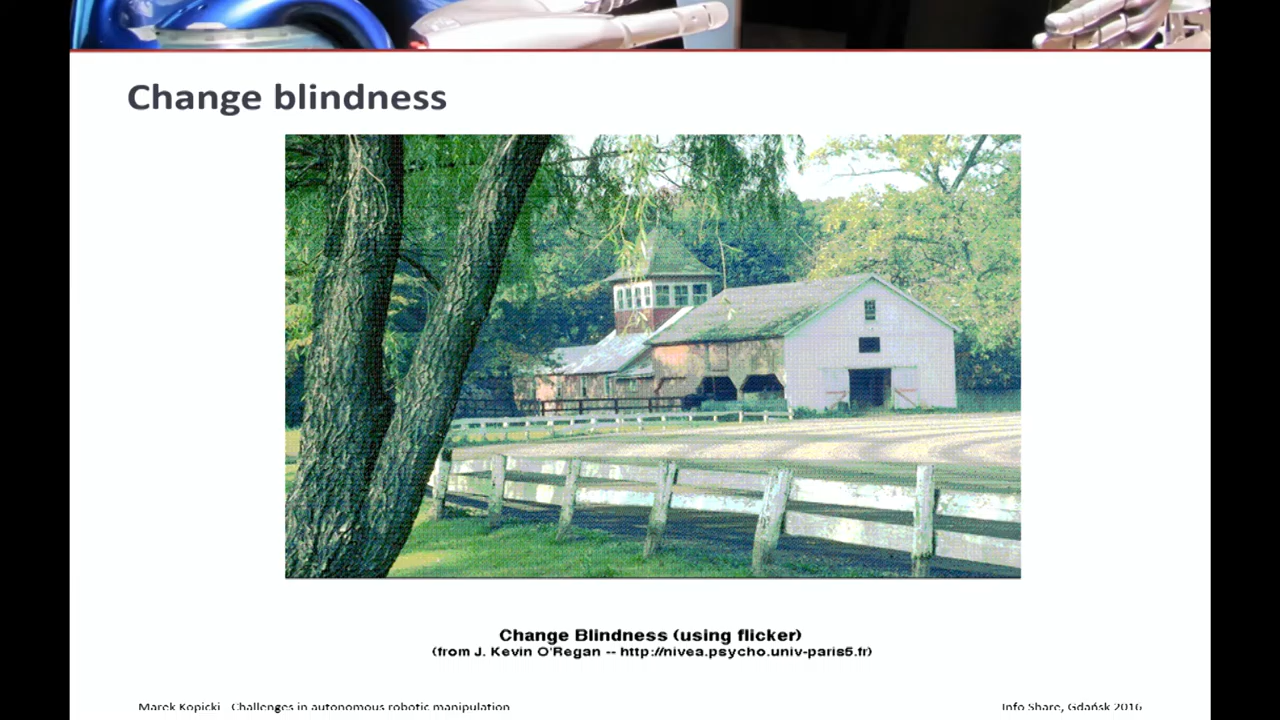 Change blindness
Change Blindness (using flicker)
(from J. Kevin O'Regan -- http://nivea.psycho.univ-paris5.fr)
Marek Kopicki Challenges in autonomous robotic manipulation
Info Share, Gdańsk 2016